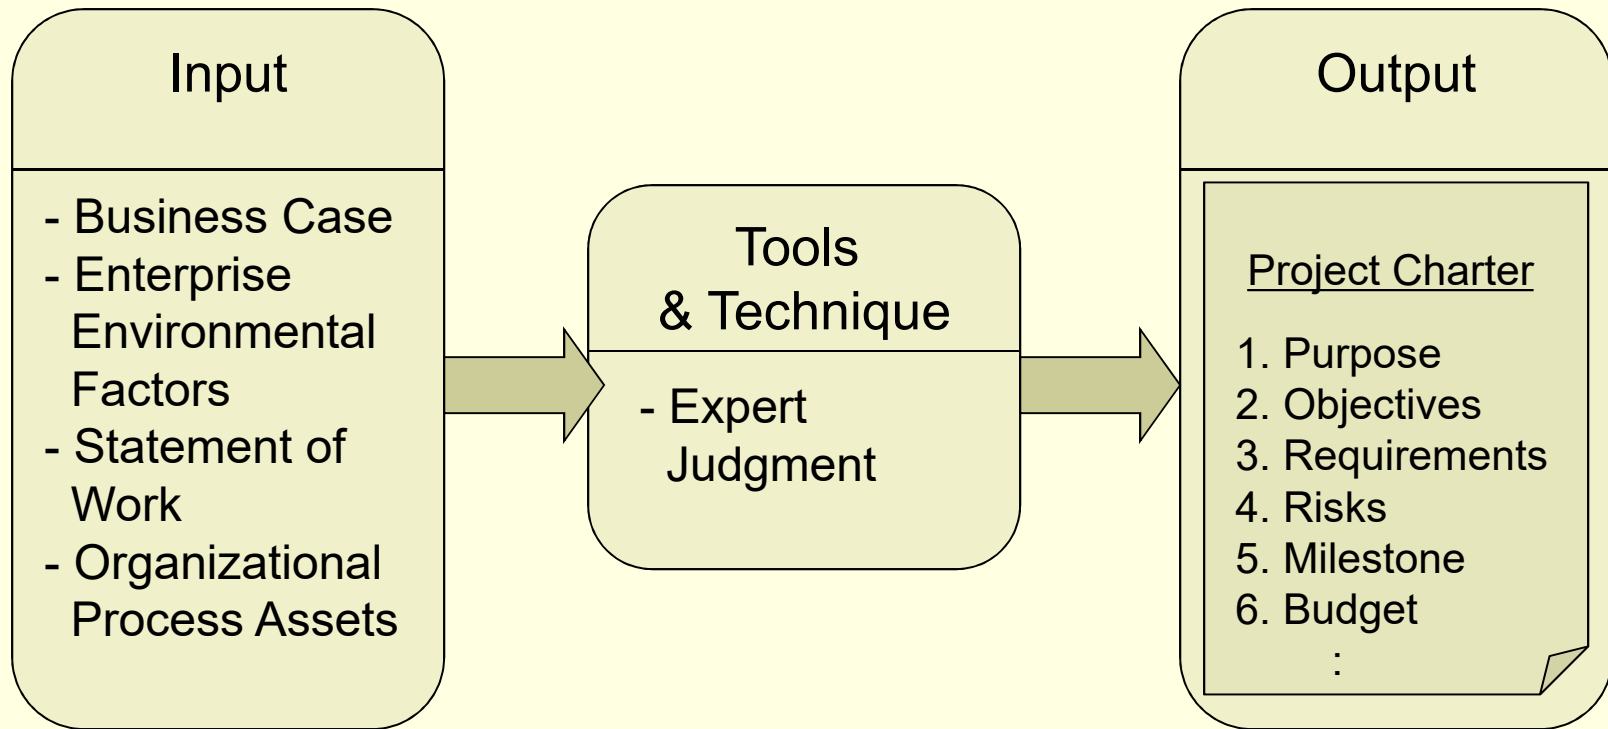 Input
- Business Case
- Enterprise
Environmental
Factors
- Statement of
Work
- Organizational
Process Assets
Tools
& Technique
- Expert
Judgment
Output
Project Charter
1. Purpose
2. Objectives
3. Requirements
4. Risks
5. Milestone
6. Budget
: